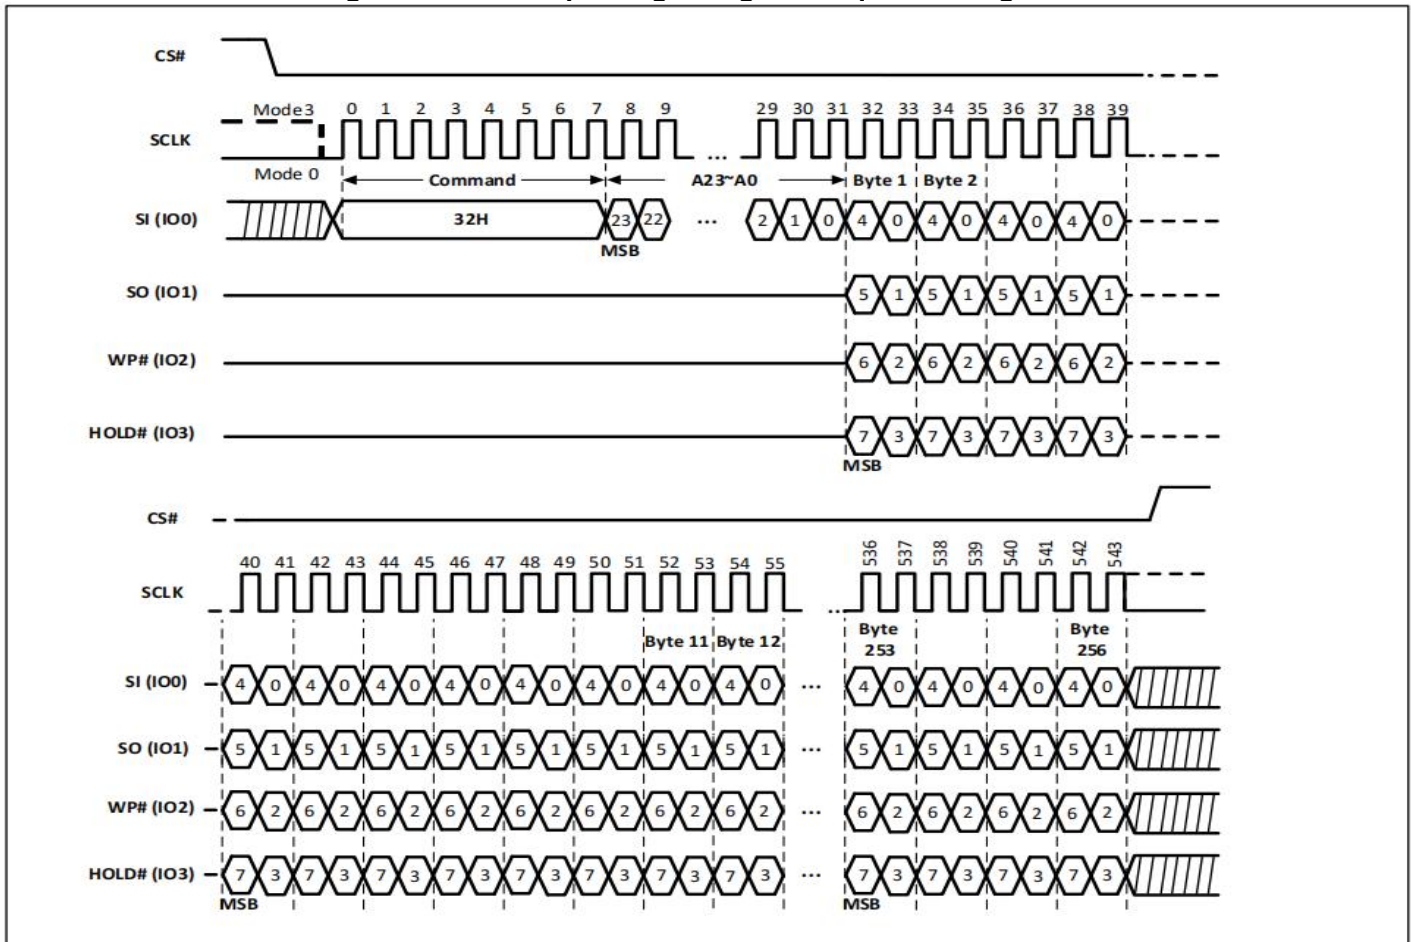 CS#
Mode3 0 1 2 3 4 5 6 7 8 9 29 30 31 32 33 34 35 36 37 38 39
SCLK ...
Mode 0 Command A23~A0 Byte 1 Byte 2
SI (IO0) 32H 23 22 ... 2 1 0 4 0 4 0 4 0 4 0
MSB
SO (IO1) 5 1 5 1 5 1 5 1
WP# (IO2) 6 2 6 2 6 2 6 2
HOLD# (IO3) 7 3 7 3 7 3 7 3
MSB
CS#
40 41 42 43 44 45 46 47 48 49 50 51 52 53 54 55 536 537 538 539 540 541 542 543
SCLK ...
Byte 11 Byte 12 Byte 253 Byte 256
SI (IO0) 4 0 4 0 4 0 4 0 4 0 4 0 4 0 4 0 ... 4 0 4 0 4 0 4 0
SO (IO1) 5 1 5 1 5 1 5 1 5 1 5 1 5 1 5 1 ... 5 1 5 1 5 1 5 1
WP# (IO2) 6 2 6 2 6 2 6 2 6 2 6 2 6 2 6 2 ... 6 2 6 2 6 2 6 2
HOLD# (IO3) 7 3 7 3 7 3 7 3 7 3 7 3 7 3 7 3 ... 7 3 7 3 7 3 7 3
MSB MSB